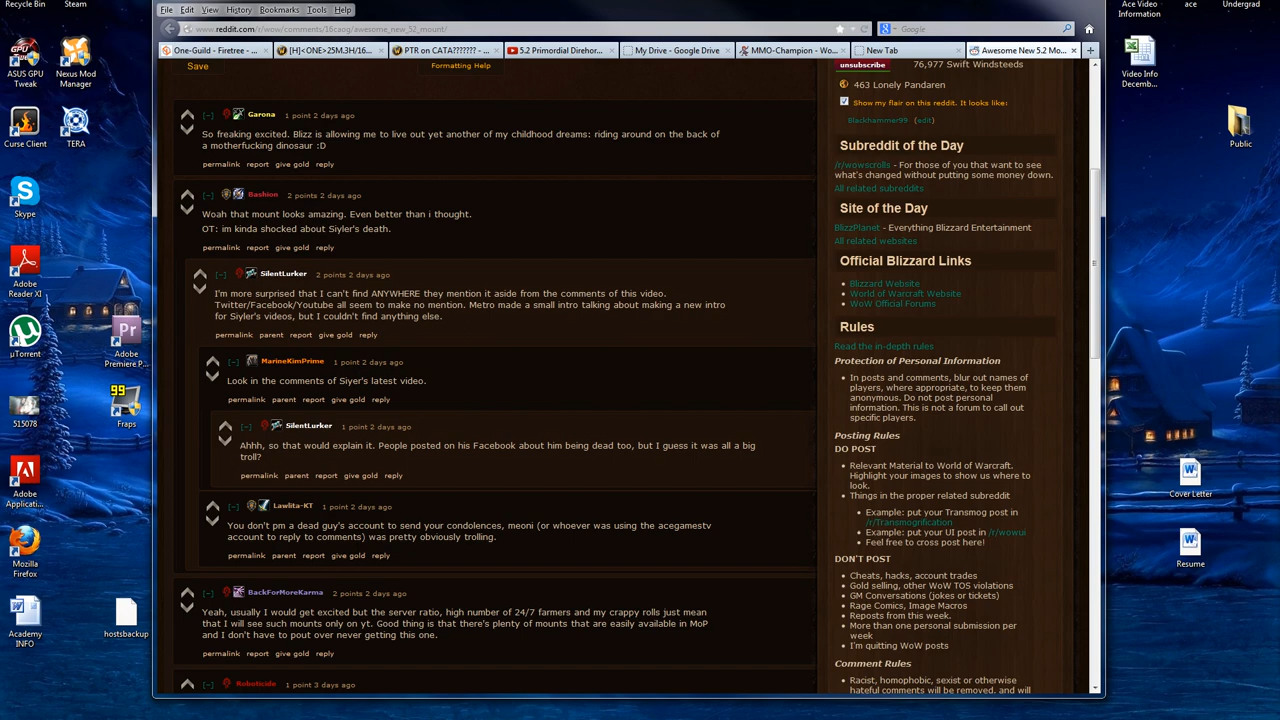 Recycle Bin
Steam
ASUS GPU
Tweak
Nexus Mod
Manager
Curse Client
TERA
Skype
Adobe
Reader XI
µTorrent
Adobe
Premiere P...
515078
99
Fraps
Adobe
Applicati...
Mozilla
Firefox
Academy
INFO
hostsbackup
File Edit View History Bookmarks Tools Help
www.reddit.com/r/wow/comments/16caog/awesome_new_52_mount/
Google
One-Guild - Firetree - ...
[H]<ONE>25M.3H/16...
PTR on CATA??????? - ...
5.2 Primordial Direhor...
My Drive - Google Drive
MMO-Champion - Wo...
New Tab
Awesome New 5.2 Mo...
Save
Formatting Help
[–] Garona 1 point 2 days ago
So freaking excited. Blizz is allowing me to live out yet another of my childhood dreams: riding around on the back of
a motherfucking dinosaur :D
permalink report give gold reply
[–] Bashion 2 points 2 days ago
Woah that mount looks amazing. Even better than i thought.
OT: im kinda shocked about Siyler's death.
permalink report give gold reply
[–] SilentLurker 2 points 2 days ago
I'm more surprised that I can't find ANYWHERE they mention it aside from the comments of this video.
Twitter/Facebook/Youtube all seem to make no mention. Metro made a small intro talking about making a new intro
for Siyler's videos, but I couldn't find anything else.
permalink parent report give gold reply
[–] MarineKimPrime 1 point 2 days ago
Look in the comments of Siyer's latest video.
permalink parent report give gold reply
[–] SilentLurker 1 point 2 days ago
Ahhh, so that would explain it. People posted on his Facebook about him being dead too, but I guess it was all a big
troll?
permalink parent report give gold reply
[–] Lawlita-KT 1 point 2 days ago
You don't pm a dead guy's account to send your condolences, meoni (or whoever was using the acegamestv
account to reply to comments) was pretty obviously trolling.
permalink parent report give gold reply
[–] BackForMoreKarma 2 points 2 days ago
Yeah, usually I would get excited but the server ratio, high number of 24/7 farmers and my crappy rolls just mean
that I will see such mounts only on yt. Good thing is that there's plenty of mounts that are easily available in MoP
and I don't have to pout over never getting this one.
permalink report give gold reply
[–] Roboticide 1 point 3 days ago
unsubscribe 76,977 Swift Windsteeds
463 Lonely Pandaren
Show my flair on this reddit. It looks like:
Blackhammer99 (edit)
Subreddit of the Day
/r/wowscrolls - For those of you that want to see
what's changed without putting some money down.
All related subreddits
Site of the Day
BlizzPlanet - Everything Blizzard Entertainment
All related websites
Official Blizzard Links
Blizzard Website
World of Warcraft Website
WoW Official Forums
Rules
Read the in-depth rules
Protection of Personal Information
In posts and comments, blur out names of
players, where appropriate, to keep them
anonymous. Do not post personal
information. This is not a forum to call out
specific players.
Posting Rules
DO POST
Relevant Material to World of Warcraft.
Highlight your images to show us where to
look.
Things in the proper related subreddit
Example: put your Transmog post in
/r/Transmogrification
Example: put your UI post in /r/wowui
Feel free to cross post here!
DON'T POST
Cheats, hacks, account trades
Gold selling, other WoW TOS violations
GM Conversations (jokes or tickets)
Rage Comics, Image Macros
Reposts from this week.
More than one personal submission per
week
I'm quitting WoW posts
Comment Rules
Racist, homophobic, sexist or otherwise
hateful comments will be removed, and will
Ace Video
Information
ace
Undergrad
Video Info
Decemb...
Public
Cover Letter
Resume